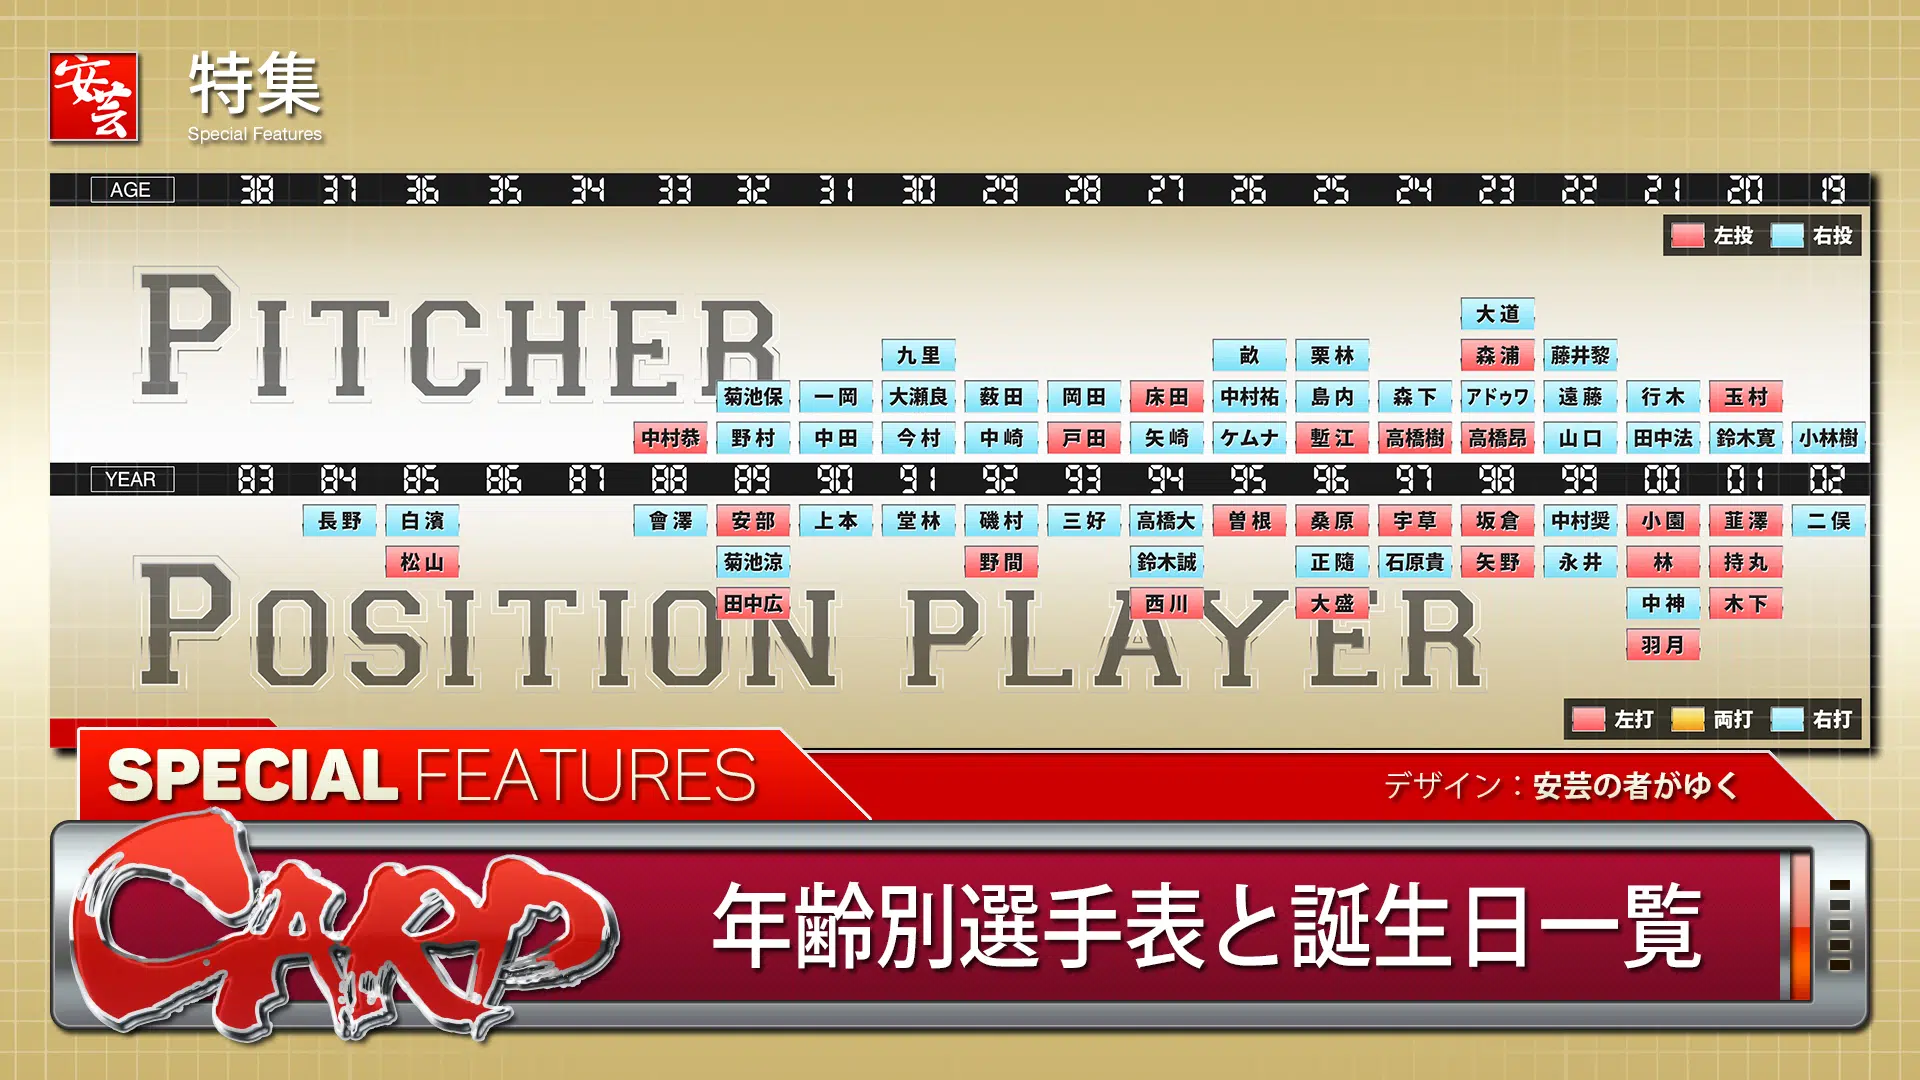 安芸
特集
Special Features
AGE 38 37 36 35 34 33 32 31 30 29 28 27 26 25 24 23 22 21 20 19
左投 右投
PITCHER
大道
九里 畝 栗林 森浦 藤井黎
菊池保 一岡 大瀬良 薮田 岡田 床田 中村祐 島内 森下 アドゥワ 遠藤 行木 玉村
中村恭 野村 中田 今村 中崎 戸田 矢崎 ケムナ 塹江 高橋樹 高橋昂 山口 田中法 鈴木寛 小林樹
YEAR 83 84 85 86 87 88 89 90 91 92 93 94 95 96 97 98 99 00 01 02
長野 白濱 會澤 安部 上本 堂林 磯村 三好 高橋大 曽根 桑原 宇草 坂倉 中村奨 小園 韮澤 二俣
松山 菊池涼 野間 鈴木誠 正隨 石原貴 矢野 永井 林 持丸
田中広 西川 大盛 中神 木下
羽月
POSITION PLAYER
左打 両打 右打
SPECIAL FEATURES
デザイン：安芸の者がゆく
CARP
年齢別選手表と誕生日一覧